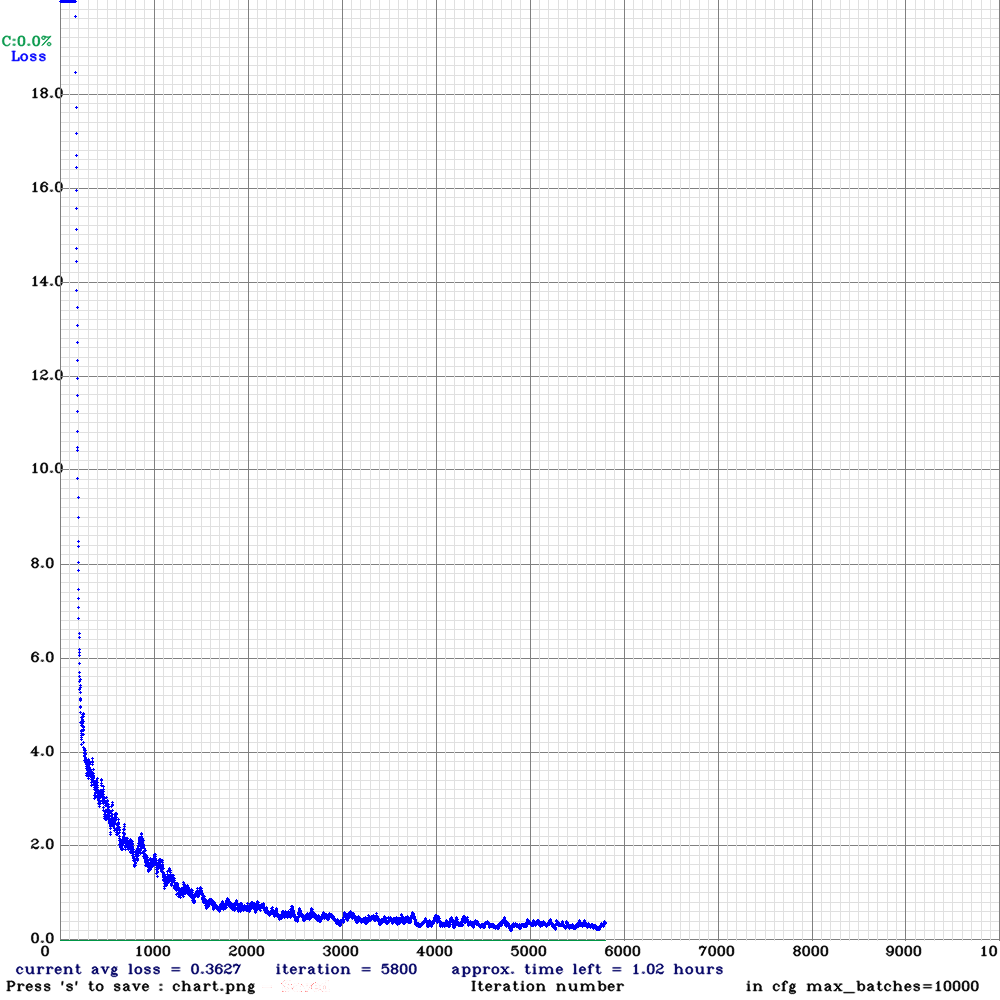 C:0.0%
Loss
18.0
16.0
14.0
12.0
10.0
8.0
6.0
4.0
2.0
0.0
0 1000 2000 3000 4000 5000 6000 7000 8000 9000 10
current avg loss = 0.3627 iteration = 5800 approx. time left = 1.02 hours
Press 's' to save : chart.png Iteration number in cfg max_batches=10000